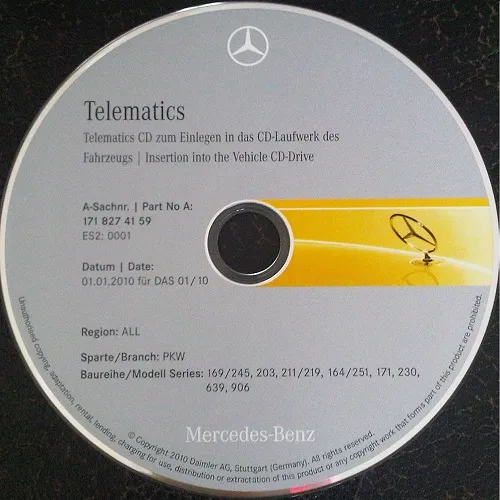 Telematics
Telematics CD zum Einlegen in das CD-Laufwerk des
Fahrzeugs | Insertion into the Vehicle CD-Drive
A-Sachnr. | Part No A:
171 827 41 59
ES2: 0001
Datum | Date:
01.01.2010 für DAS 01/10
Region: ALL
Sparte/Branch: PKW
Baureihe/Modell Series: 169/245, 203, 211/219, 164/251, 171, 230,
639, 906
Mercedes-Benz
© Copyright 2010 Daimler AG, Stuttgart (Germany). All rights reserved.
Unauthorised copying, adaptation, rental, lending, charging for use, distribution or extractation of this product or any copyright work that forms part of this product are prohibited.